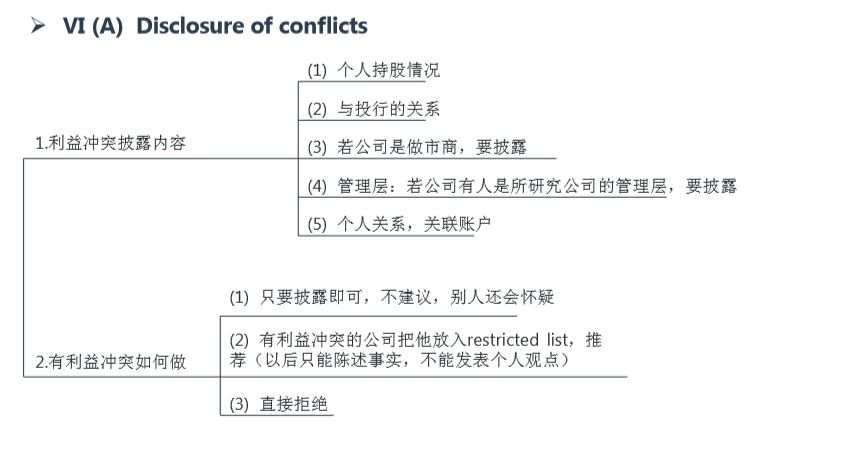 VI (A) Disclosure of conflicts
1.利益冲突披露内容
(1) 个人持股情况
(2) 与投行的关系
(3) 若公司是做市商，要披露
(4) 管理层：若公司有人是所研究公司的管理层，要披露
(5) 个人关系，关联账户
2.有利益冲突如何做
(1) 只要披露即可，不建议，别人还会怀疑
(2) 有利益冲突的公司把他放入restricted list，推
荐（以后只能陈述事实，不能发表个人观点）
(3) 直接拒绝